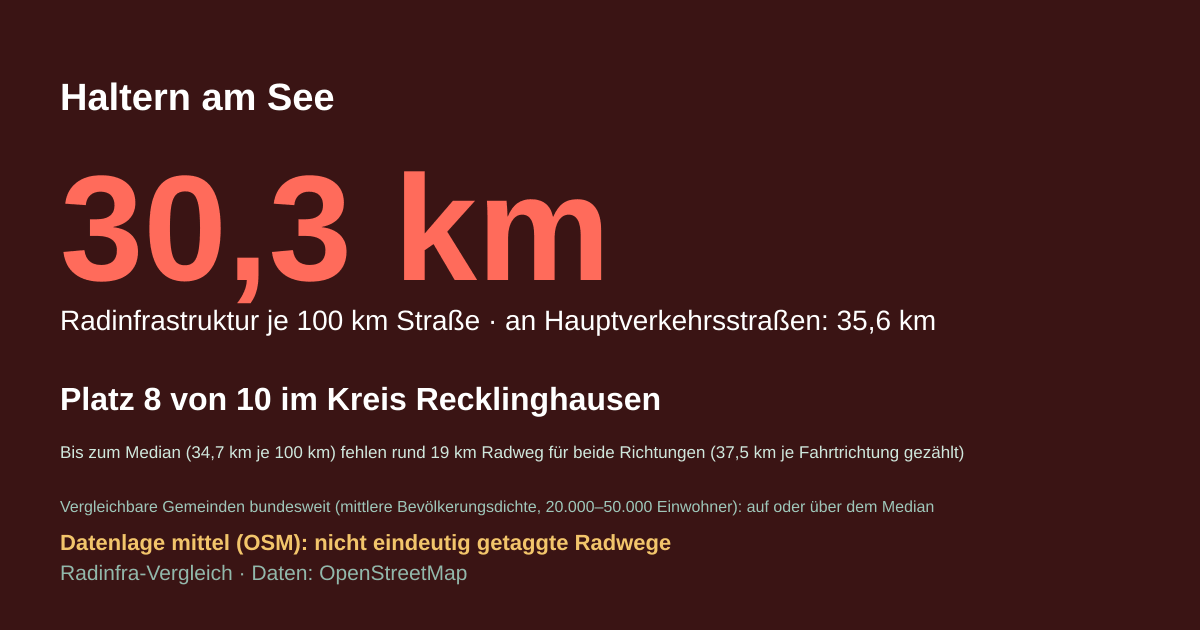 Haltern am See
30,3 km
Radinfrastruktur je 100 km Straße · an Hauptverkehrsstraßen: 35,6 km
Platz 8 von 10 im Kreis Recklinghausen
Bis zum Median (34,7 km je 100 km) fehlen rund 19 km Radweg für beide Richtungen (37,5 km je Fahrtrichtung gezählt)
Vergleichbare Gemeinden bundesweit (mittlere Bevölkerungsdichte, 20.000–50.000 Einwohner): auf oder über dem Median
Datenlage mittel (OSM): nicht eindeutig getaggte Radwege
Radinfra-Vergleich · Daten: OpenStreetMap